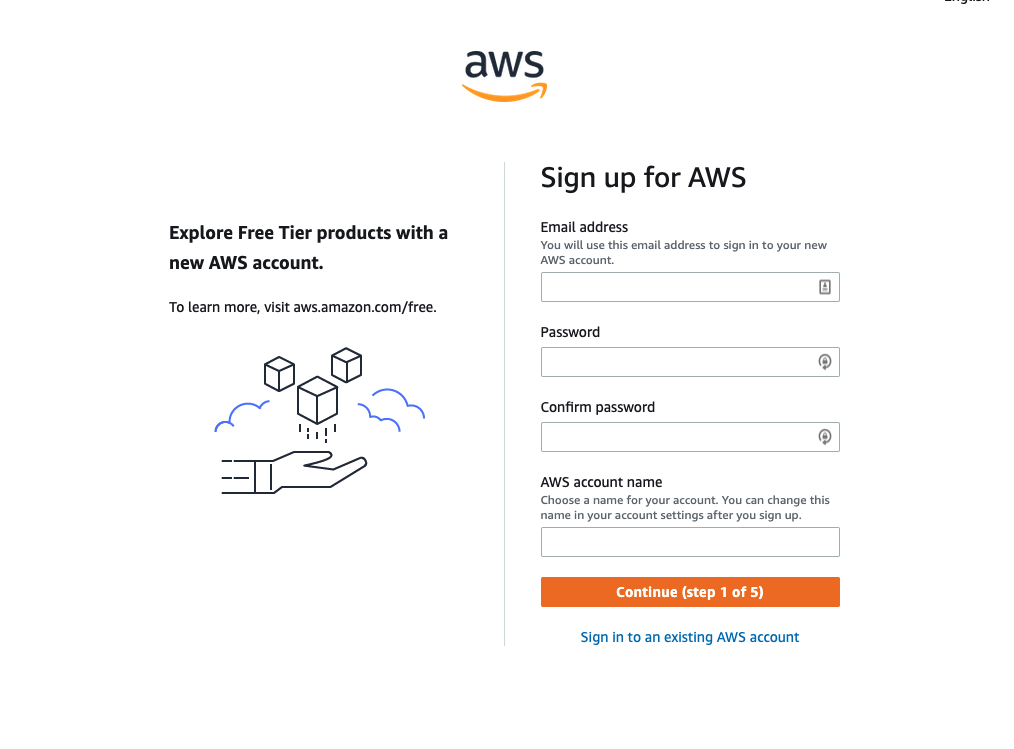 English
aws
Explore Free Tier products with a
new AWS account.
To learn more, visit aws.amazon.com/free.
Sign up for AWS
Email address
You will use this email address to sign in to your new
AWS account.
Password
Confirm password
AWS account name
Choose a name for your account. You can change this
name in your account settings after you sign up.
Continue (step 1 of 5)
Sign in to an existing AWS account